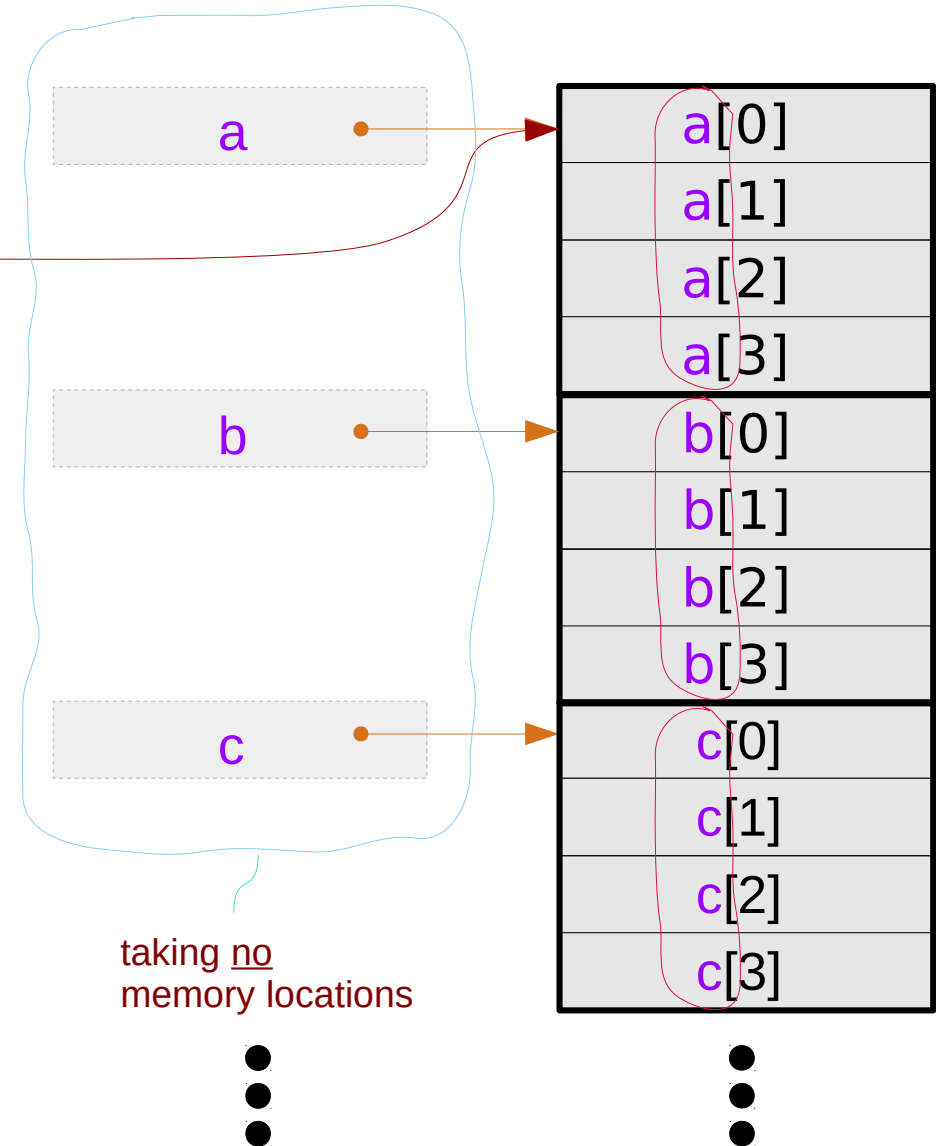 a
b
c
taking no
memory locations
a[0]
a[1]
a[2]
a[3]
b[0]
b[1]
b[2]
b[3]
c[0]
c[1]
c[2]
c[3]